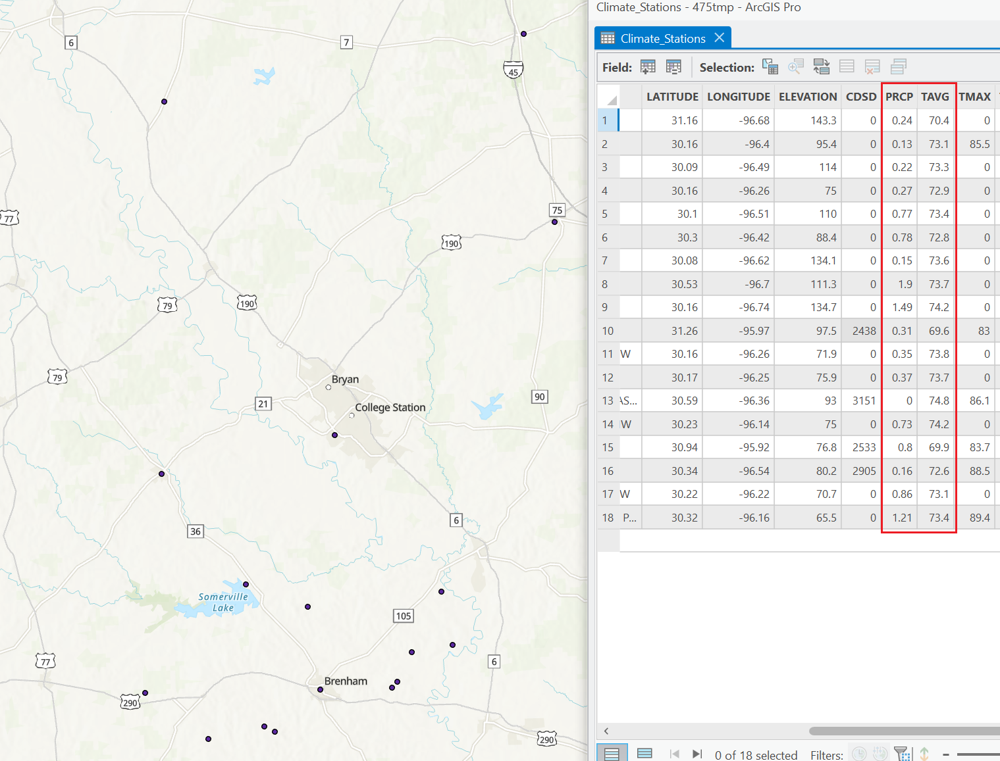 Climate_Stations - 475tmp - ArcGIS Pro
Climate_Stations
Field: Selection:
LATITUDE LONGITUDE ELEVATION CDSD PRCP TAVG TMAX
1 31.16 -96.68 143.3 0 0.24 70.4 0
2 30.16 -96.4 95.4 0 0.13 73.1 85.5
3 30.09 -96.49 114 0 0.22 73.3 0
4 30.16 -96.26 75 0 0.27 72.9 0
5 30.1 -96.51 110 0 0.77 73.4 0
6 30.3 -96.42 88.4 0 0.78 72.8 0
7 30.08 -96.62 134.1 0 0.15 73.6 0
8 30.53 -96.7 111.3 0 1.9 73.7 0
9 30.16 -96.74 134.7 0 1.49 74.2 0
10 31.26 -95.97 97.5 2438 0.31 69.6 83
11 W 30.16 -96.26 71.9 0 0.35 73.8 0
12 30.17 -96.25 75.9 0 0.37 73.7 0
13 AS... 30.59 -96.36 93 3151 0 74.8 86.1
14 W 30.23 -96.14 75 0 0.73 74.2 0
15 30.94 -95.92 76.8 2533 0.8 69.9 83.7
16 30.34 -96.54 80.2 2905 0.16 72.6 88.5
17 W 30.22 -96.22 70.7 0 0.86 73.1 0
18 P... 30.32 -96.16 65.5 0 1.21 73.4 89.4
0 of 18 selected Filters:
6
7
45
75
77
190
79
190
79
Bryan
21
90
College Station
6
36
Somerville
Lake
105
77
6
Brenham
290
290